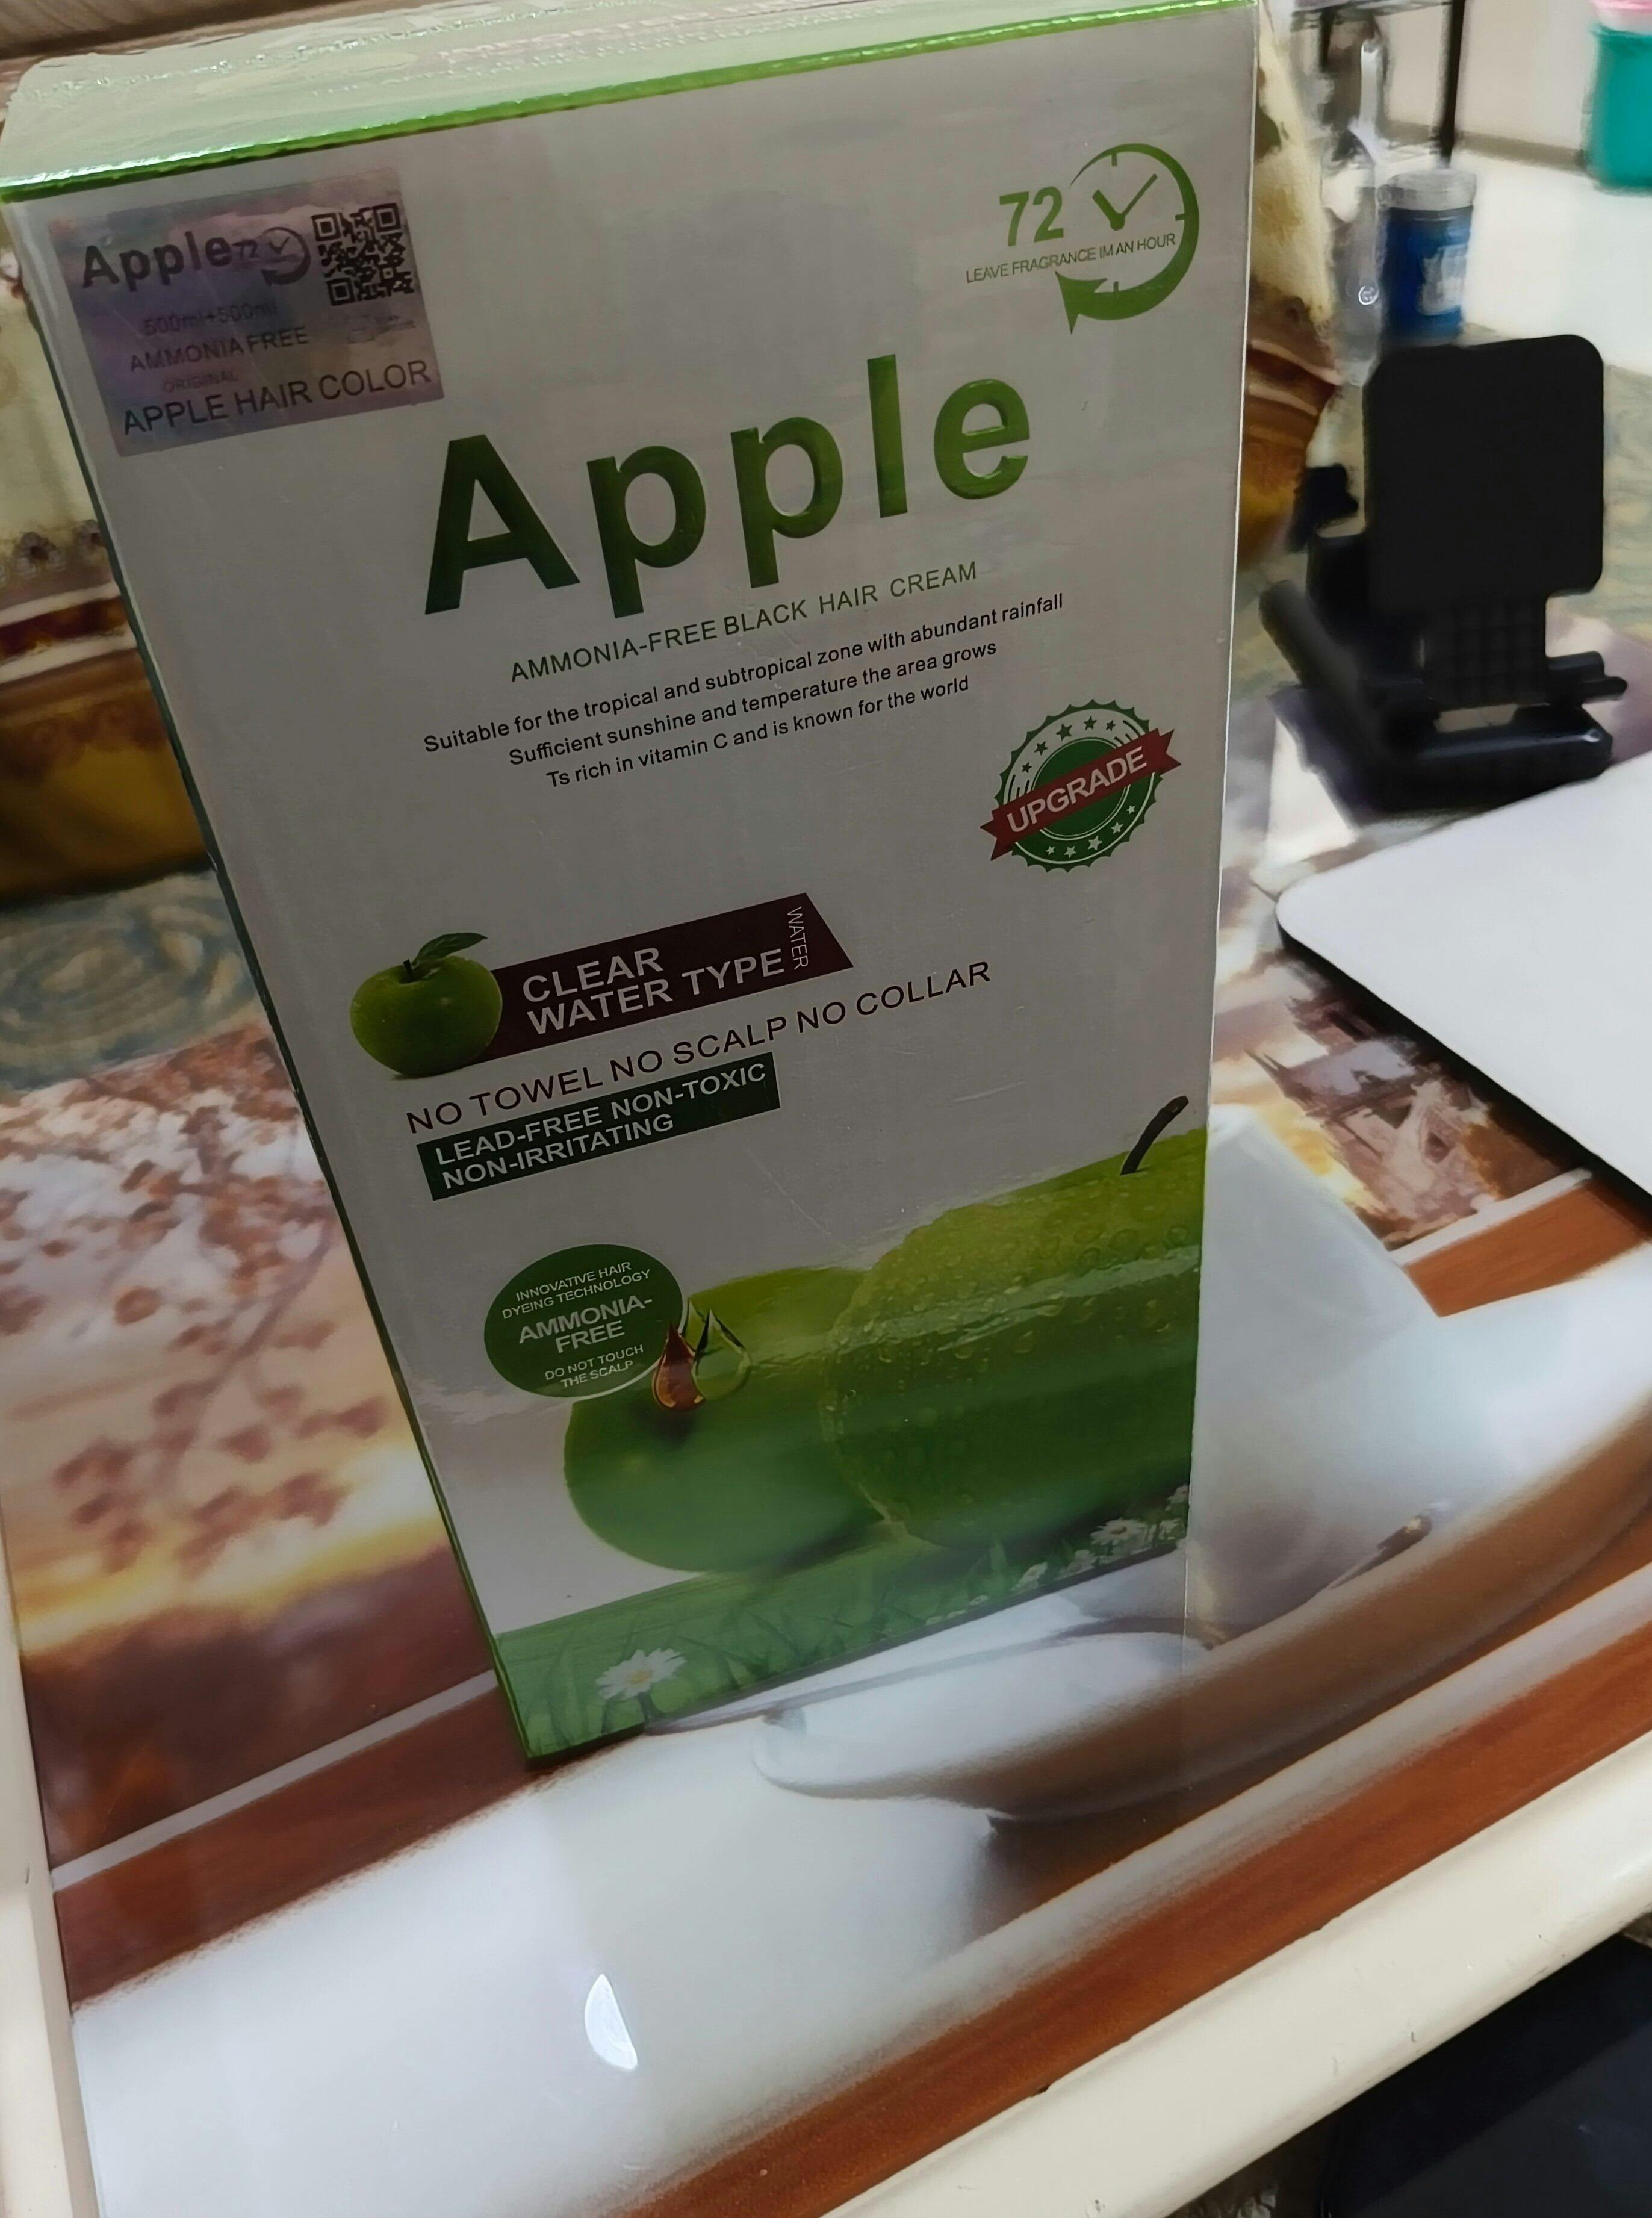 Apple 72
500ml+500ml
AMMONIA FREE
ORIGINAL
APPLE HAIR COLOR
72
LEAVE FRAGRANCE IM AN HOUR
Apple
AMMONIA-FREE BLACK HAIR CREAM
Suitable for the tropical and subtropical zone with abundant rainfall
Sufficient sunshine and temperature the area grows
Ts rich in vitamin C and is known for the world
UPGRADE
CLEAR
WATER TYPE
WATER
NO TOWEL NO SCALP NO COLLAR
LEAD-FREE NON-TOXIC
NON-IRRITATING
INNOVATIVE HAIR
DYEING TECHNOLOGY
AMMONIA-
FREE
DO NOT TOUCH
THE SCALP